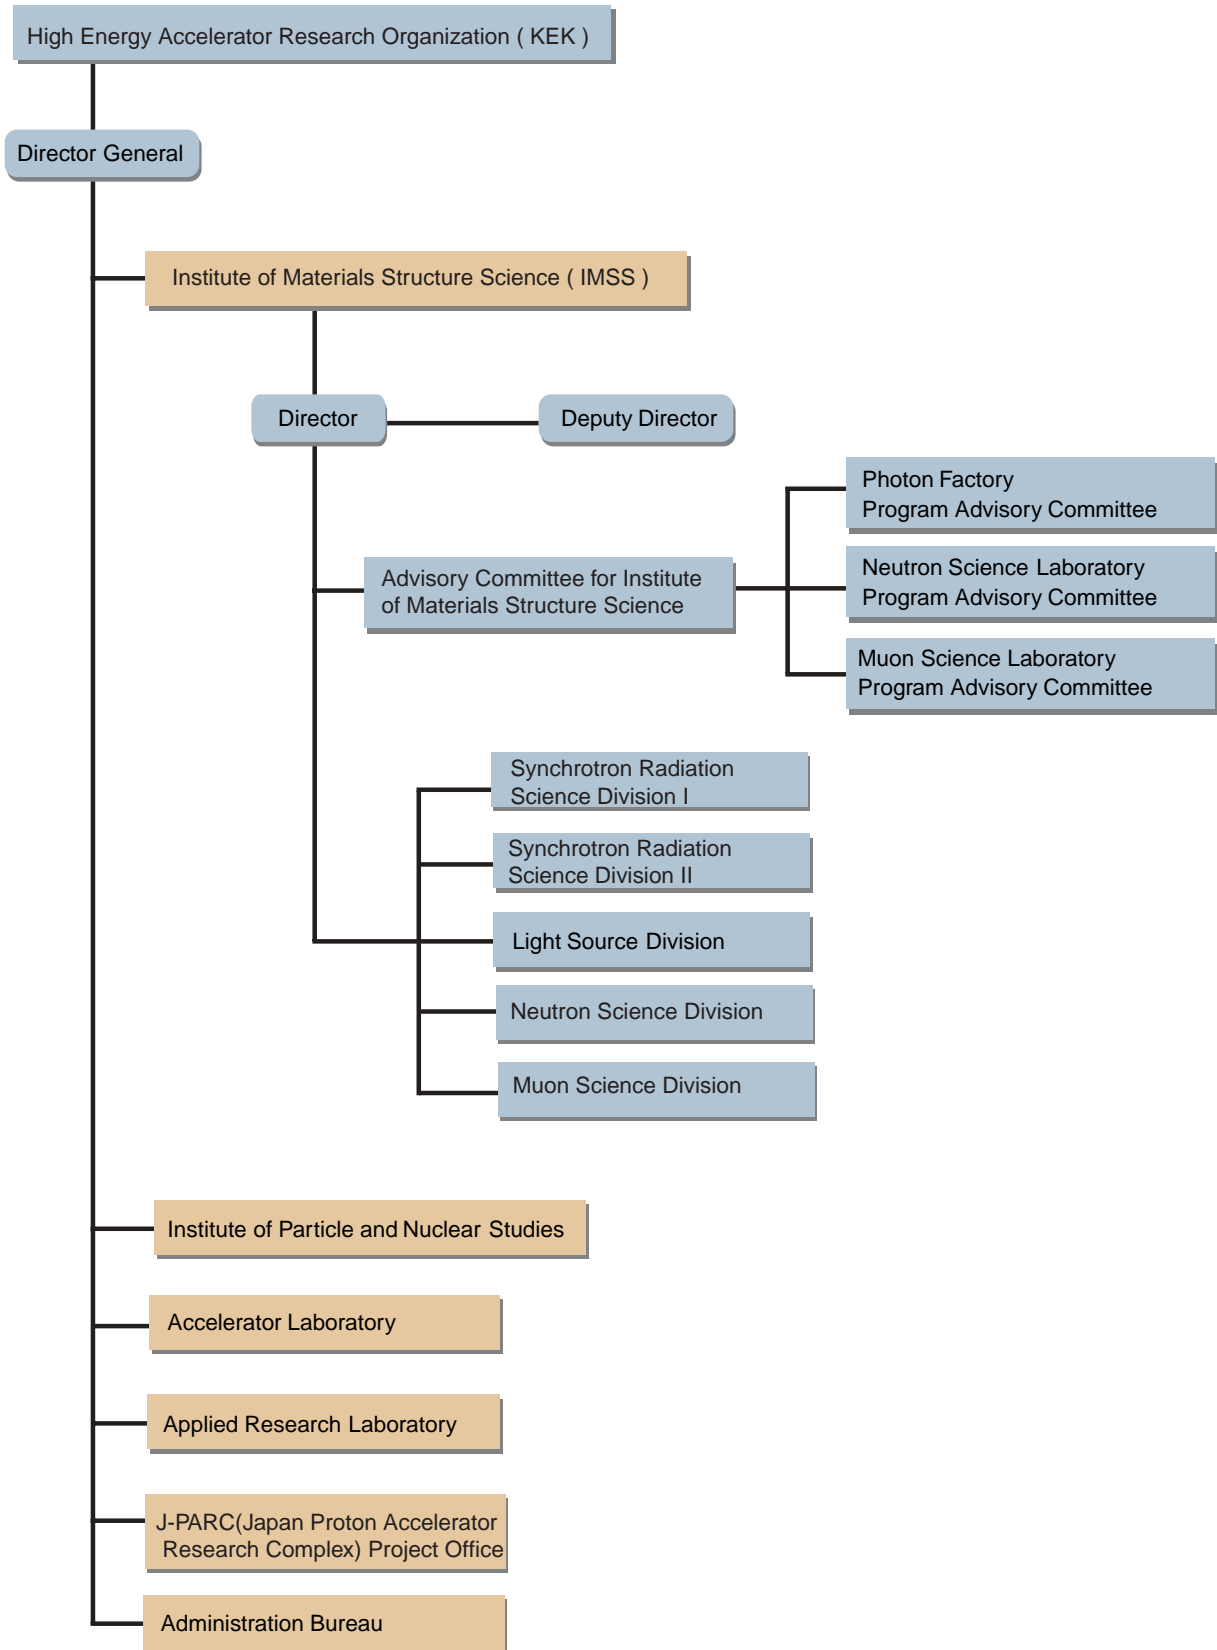 High Energy Accelerator Research Organization ( KEK )
Director General
Institute of Materials Structure Science ( IMSS )
Director
Deputy Director
Photon Factory
Program Advisory Committee
Advisory Committee for Institute
of Materials Structure Science
Neutron Science Laboratory
Program Advisory Committee
Muon Science Laboratory
Program Advisory Committee
Synchrotron Radiation
Science Division I
Synchrotron Radiation
Science Division II
Light Source Division
Neutron Science Division
Muon Science Division
Institute of Particle and Nuclear Studies
Accelerator Laboratory
Applied Research Laboratory
J-PARC(Japan Proton Accelerator
Research Complex) Project Office
Administration Bureau